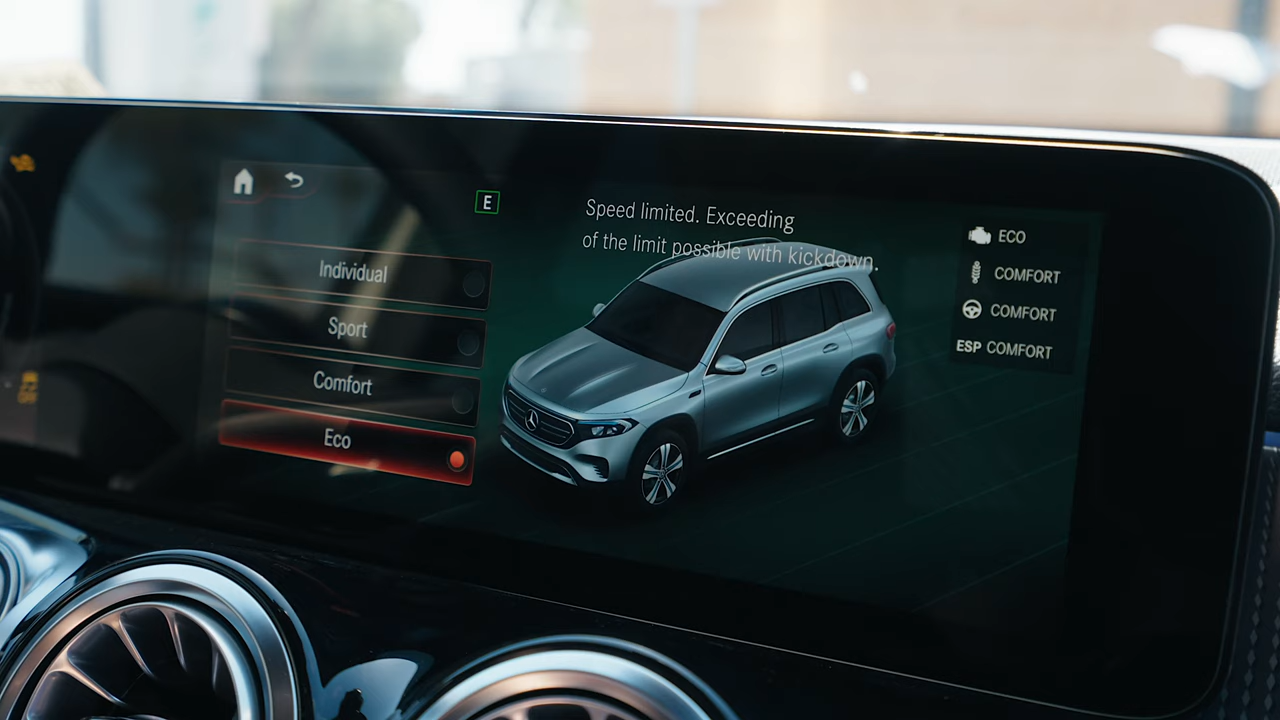 E
Speed limited. Exceeding
of the limit possible with kickdown.
Individual
Sport
Comfort
Eco
ECO
COMFORT
COMFORT
ESP COMFORT